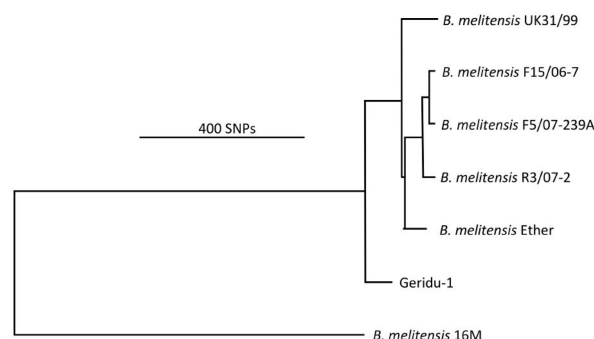 B. melitensis UK31/99
B. melitensis F15/06-7
400 SNPs
B. melitensis F5/07-239A
B. melitensis R3/07-2
B. melitensis Ether
Geridu-1
B. melitensis 16M